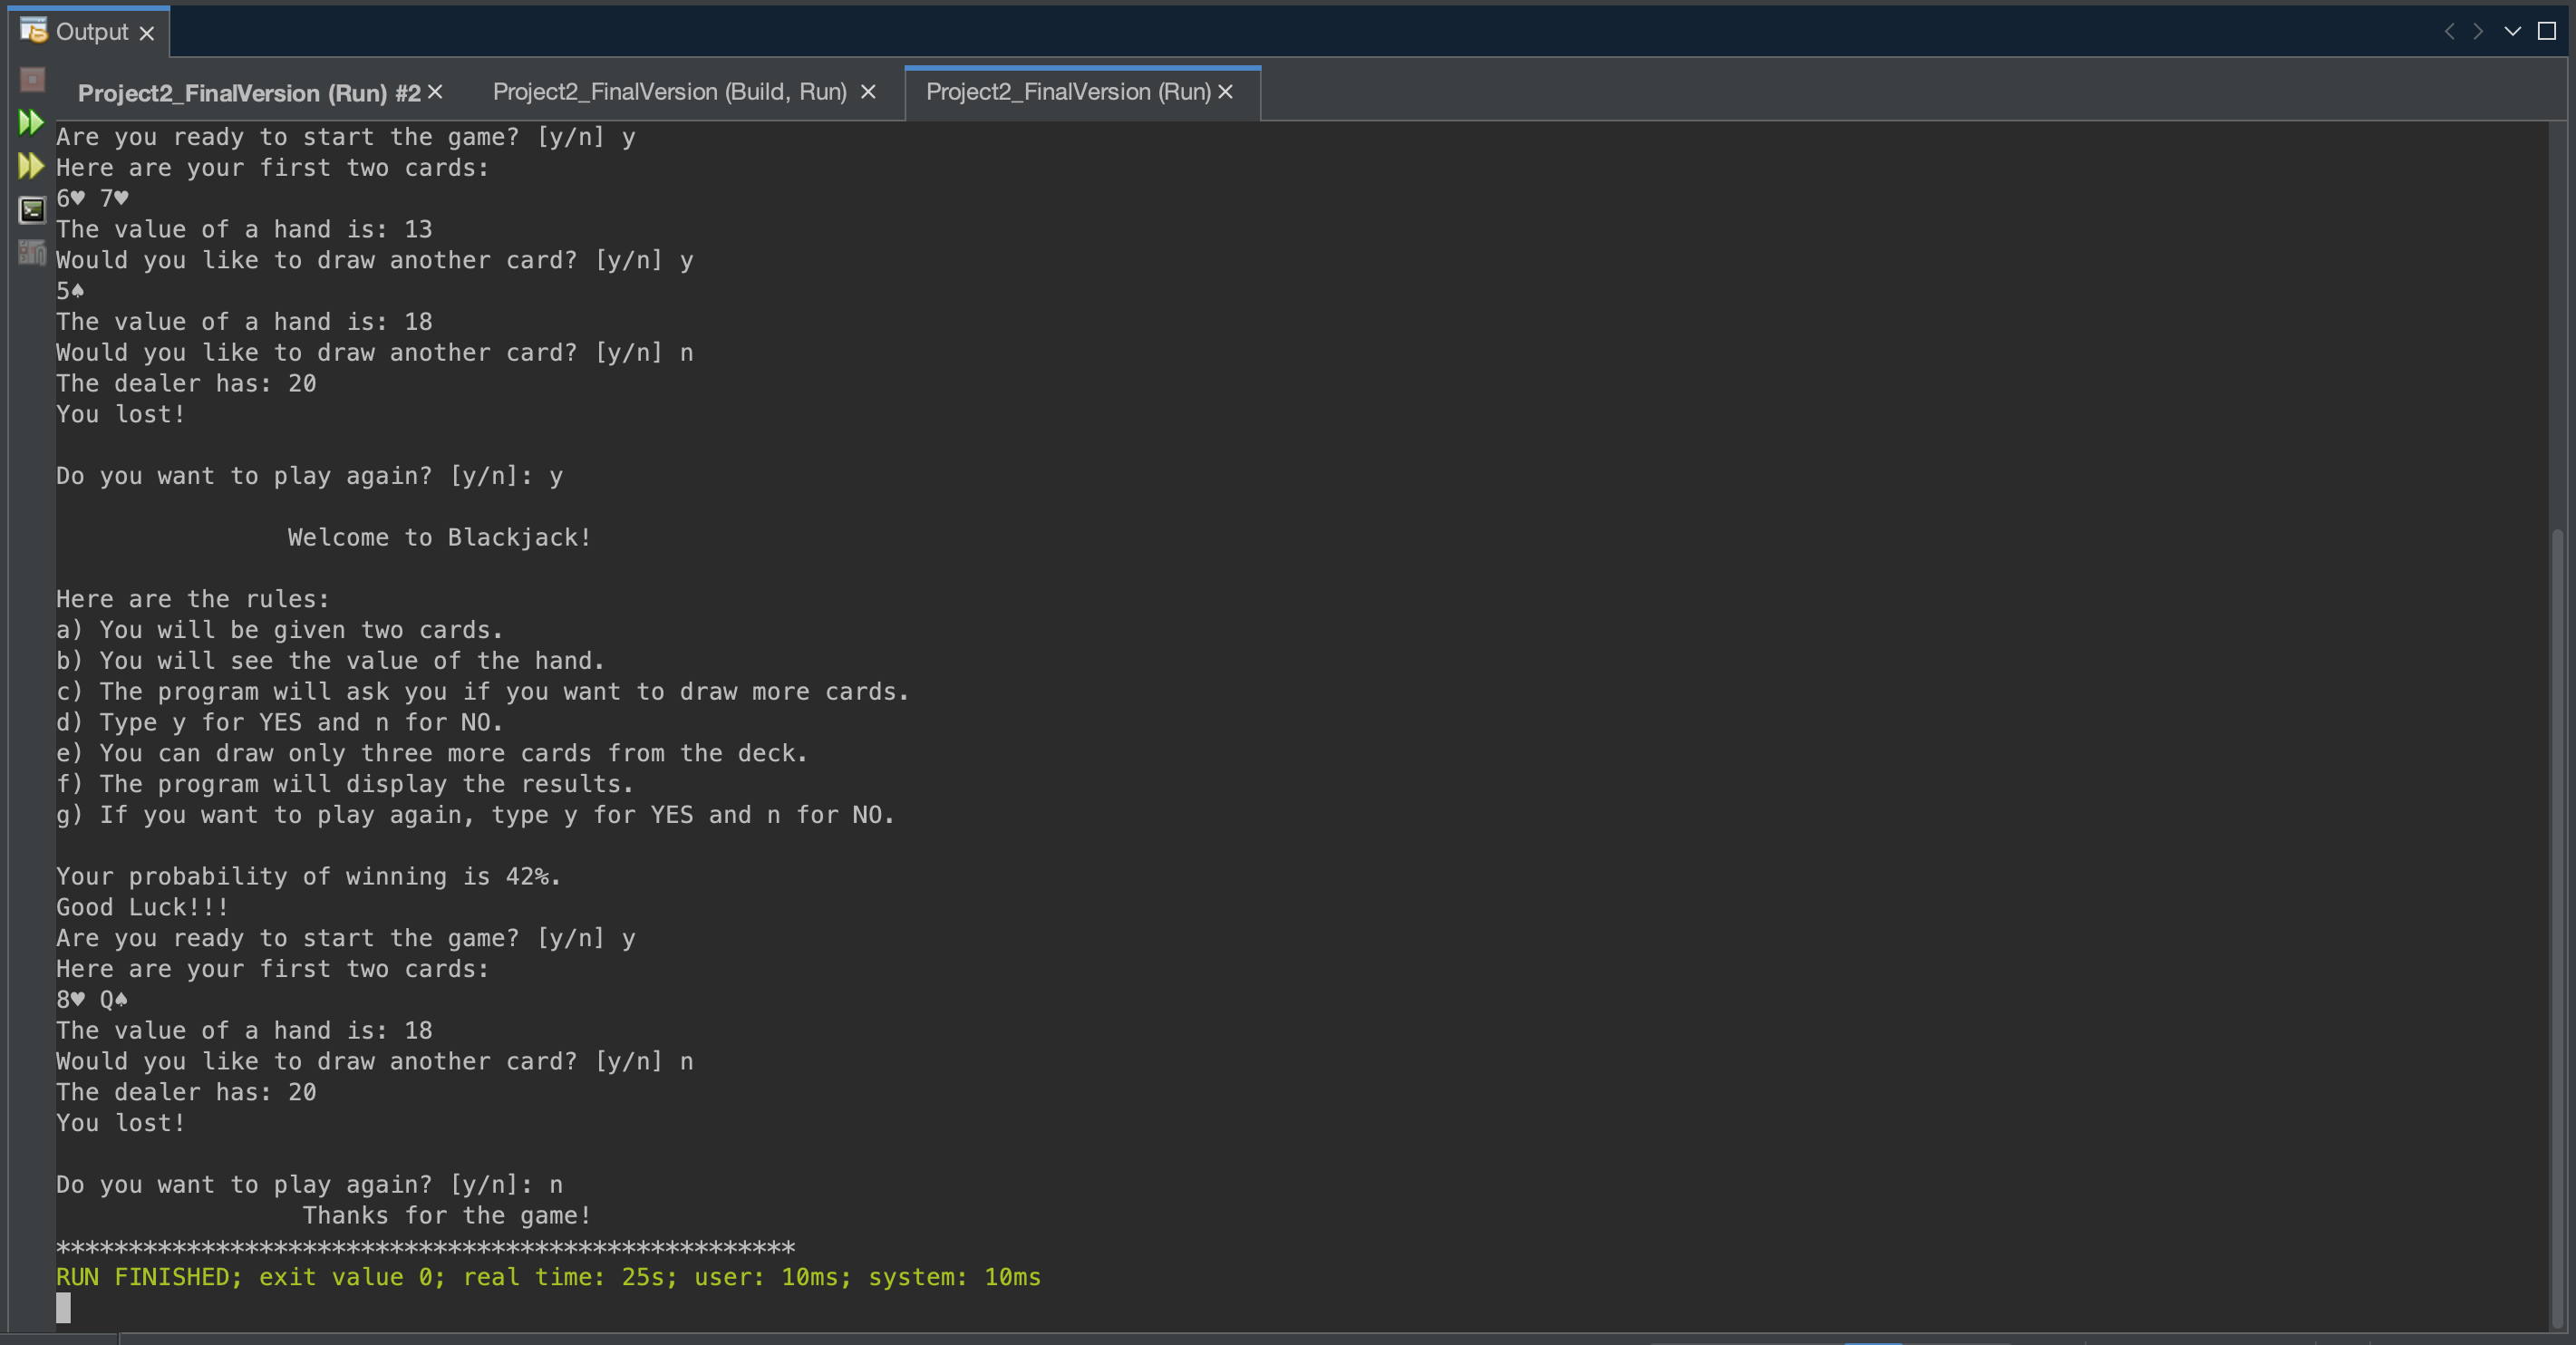 Output
Project2_FinalVersion (Run) #2 Project2_FinalVersion (Build, Run) Project2_FinalVersion (Run)
Are you ready to start the game? [y/n] y
Here are your first two cards:
6♥ 7♥
The value of a hand is: 13
Would you like to draw another card? [y/n] y
5♠
The value of a hand is: 18
Would you like to draw another card? [y/n] n
The dealer has: 20
You lost!
Do you want to play again? [y/n]: y
Welcome to Blackjack!
Here are the rules:
a) You will be given two cards.
b) You will see the value of the hand.
c) The program will ask you if you want to draw more cards.
d) Type y for YES and n for NO.
e) You can draw only three more cards from the deck.
f) The program will display the results.
g) If you want to play again, type y for YES and n for NO.
Your probability of winning is 42%.
Good Luck!!!
Are you ready to start the game? [y/n] y
Here are your first two cards:
8♥ Q♠
The value of a hand is: 18
Would you like to draw another card? [y/n] n
The dealer has: 20
You lost!
Do you want to play again? [y/n]: n
Thanks for the game!
***************************************************
RUN FINISHED; exit value 0; real time: 25s; user: 10ms; system: 10ms